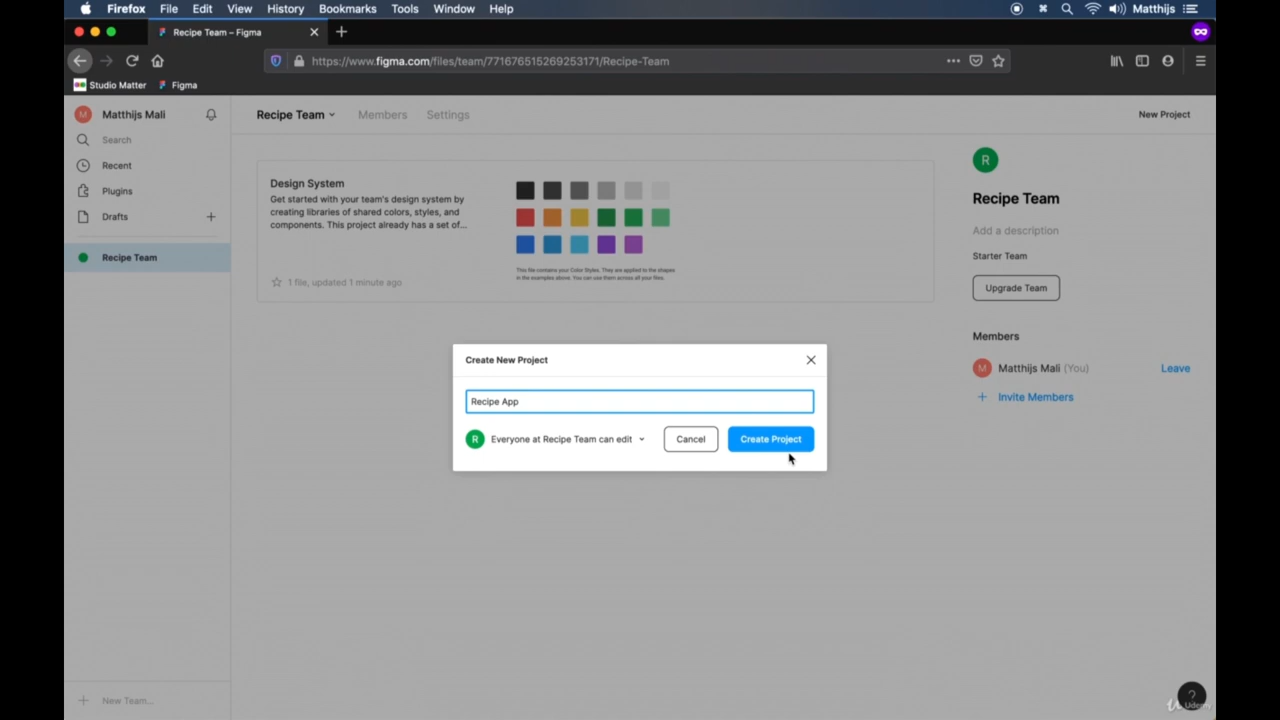 Firefox File Edit View History Bookmarks Tools Window Help Matthijs
Recipe Team – Figma
https://www.figma.com/files/team/771676515269253171/Recipe-Team
Studio Matter Figma
M Matthijs Mali
Search
Recent
Plugins
Drafts
Recipe Team
New Team...
Recipe Team Members Settings New Project
Design System
Get started with your team's design system by
creating libraries of shared colors, styles, and
components. This project already has a set of...
1 file, updated 1 minute ago
This file contains your Color Styles. They are applied to the shapes
in the examples above. You can use them across all your files.
Create New Project
Recipe App
R Everyone at Recipe Team can edit Cancel Create Project
R
Recipe Team
Add a description
Starter Team
Upgrade Team
Members
M Matthijs Mali (You) Leave
Invite Members
?
Udemy